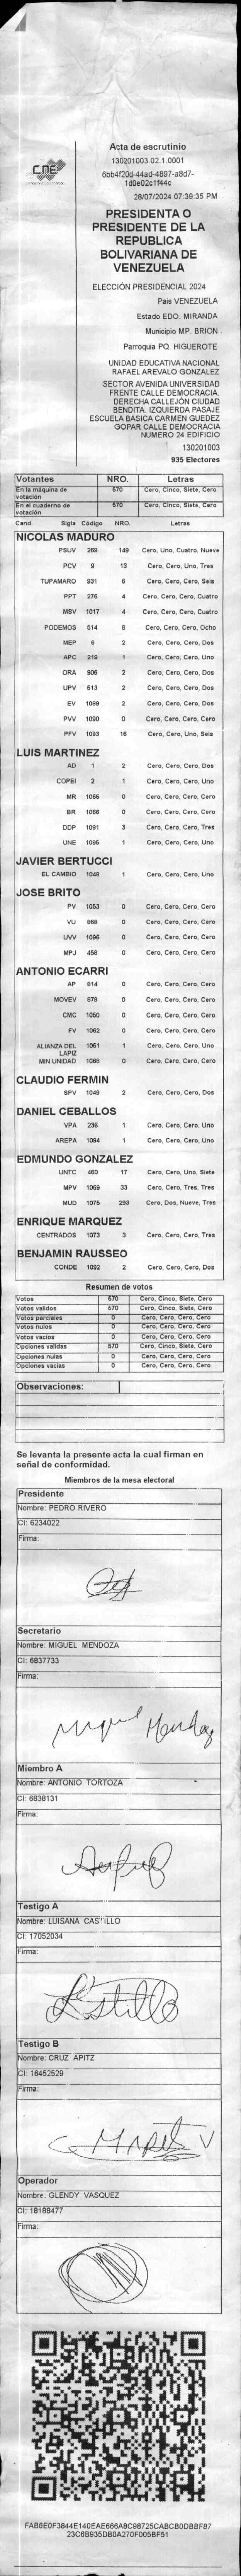 CNE
Acta de escrutinio
130201003.02.1.0001
6bb4f20d-44ad-4897-a8d7-
1d0e02c1f44c
28/07/2024 07:39:35 PM
PRESIDENTA O
PRESIDENTE DE LA
REPUBLICA
BOLIVARIANA DE
VENEZUELA
ELECCIÓN PRESIDENCIAL 2024
Pais VENEZUELA
Estado EDO. MIRANDA
Municipio MP. BRION
Parroquia PQ. HIGUEROTE
UNIDAD EDUCATIVA NACIONAL
RAFAEL AREVALO GONZALEZ
SECTOR AVENIDA UNIVERSIDAD
FRENTE CALLE DEMOCRACIA.
DERECHA CALLEJÓN CIUDAD
BENDITA. IZQUIERDA PASAJE
ESCUELA BASICA CARMEN GUEDEZ
GOPAR CALLE DEMOCRACIA
NUMERO 24 EDIFICIO
130201003
935 Electores
Votantes NRO. Letras
En la máquina de votación 570 Cero, Cinco, Siete, Cero
En el cuaderno de votación 570 Cero, Cinco, Siete, Cero
Cand. Sigla Código NRO. Letras
NICOLAS MADURO
PSUV 269 149 Cero, Uno, Cuatro, Nueve
PCV 9 13 Cero, Cero, Uno, Tres
TUPAMARO 931 6 Cero, Cero, Cero, Seis
PPT 276 4 Cero, Cero, Cero, Cuatro
MSV 1017 4 Cero, Cero, Cero, Cuatro
PODEMOS 514 8 Cero, Cero, Cero, Ocho
MEP 6 2 Cero, Cero, Cero, Dos
APC 219 1 Cero, Cero, Cero, Uno
ORA 906 2 Cero, Cero, Cero, Dos
UPV 513 2 Cero, Cero, Cero, Dos
EV 1089 2 Cero, Cero, Cero, Dos
PVV 1090 0 Cero, Cero, Cero, Cero
PFV 1093 16 Cero, Cero, Uno, Seis
LUIS MARTINEZ
AD 1 2 Cero, Cero, Cero, Dos
COPEI 2 1 Cero, Cero, Cero, Uno
MR 1065 0 Cero, Cero, Cero, Cero
BR 1066 0 Cero, Cero, Cero, Cero
DDP 1091 3 Cero, Cero, Cero, Tres
UNE 1095 1 Cero, Cero, Cero, Uno
JAVIER BERTUCCI
EL CAMBIO 1048 1 Cero, Cero, Cero, Uno
JOSE BRITO
PV 1053 0 Cero, Cero, Cero, Cero
VU 868 0 Cero, Cero, Cero, Cero
UVV 1096 0 Cero, Cero, Cero, Cero
MPJ 458 0 Cero, Cero, Cero, Cero
ANTONIO ECARRI
AP 814 0 Cero, Cero, Cero, Cero
MOVEV 878 0 Cero, Cero, Cero, Cero
CMC 1050 0 Cero, Cero, Cero, Cero
FV 1062 0 Cero, Cero, Cero, Cero
ALIANZA DEL LAPIZ 1051 1 Cero, Cero, Cero, Uno
MIN UNIDAD 1068 0 Cero, Cero, Cero, Cero
CLAUDIO FERMIN
SPV 1049 2 Cero, Cero, Cero, Dos
DANIEL CEBALLOS
VPA 236 1 Cero, Cero, Cero, Uno
AREPA 1094 1 Cero, Cero, Cero, Uno
EDMUNDO GONZALEZ
UNTC 460 17 Cero, Cero, Uno, Siete
MPV 1069 33 Cero, Cero, Tres, Tres
MUD 1075 293 Cero, Dos, Nueve, Tres
ENRIQUE MARQUEZ
CENTRADOS 1073 3 Cero, Cero, Cero, Tres
BENJAMIN RAUSSEO
CONDE 1092 2 Cero, Cero, Cero, Dos
Resumen de votos
Votos 570 Cero, Cinco, Siete, Cero
Votos validos 570 Cero, Cinco, Siete, Cero
Votos parciales 0 Cero, Cero, Cero, Cero
Votos nulos 0 Cero, Cero, Cero, Cero
Votos vacios 0 Cero, Cero, Cero, Cero
Opciones validas 570 Cero, Cinco, Siete, Cero
Opciones nulas 0 Cero, Cero, Cero, Cero
Opciones vacias 0 Cero, Cero, Cero, Cero
Observaciones:
Se levanta la presente acta la cual firman en
señal de conformidad.
Miembros de la mesa electoral
Presidente
Nombre: PEDRO RIVERO
CI: 6234022
Firma:
Secretario
Nombre: MIGUEL MENDOZA
CI: 6837733
Firma:
Miguel Mendoza
Miembro A
Nombre: ANTONIO TORTOZA
CI: 6838131
Firma:
Testigo A
Nombre: LUISANA CASTILLO
CI: 17052034
Firma:
Testigo B
Nombre: CRUZ APITZ
CI: 16452529
Firma:
Operador
Nombre: GLENDY VASQUEZ
CI: 18188477
Firma:
FAB6E0F3844E140EAE666A8C98725CABCB0DBBF87
23C6B935DB0A270F005BF51